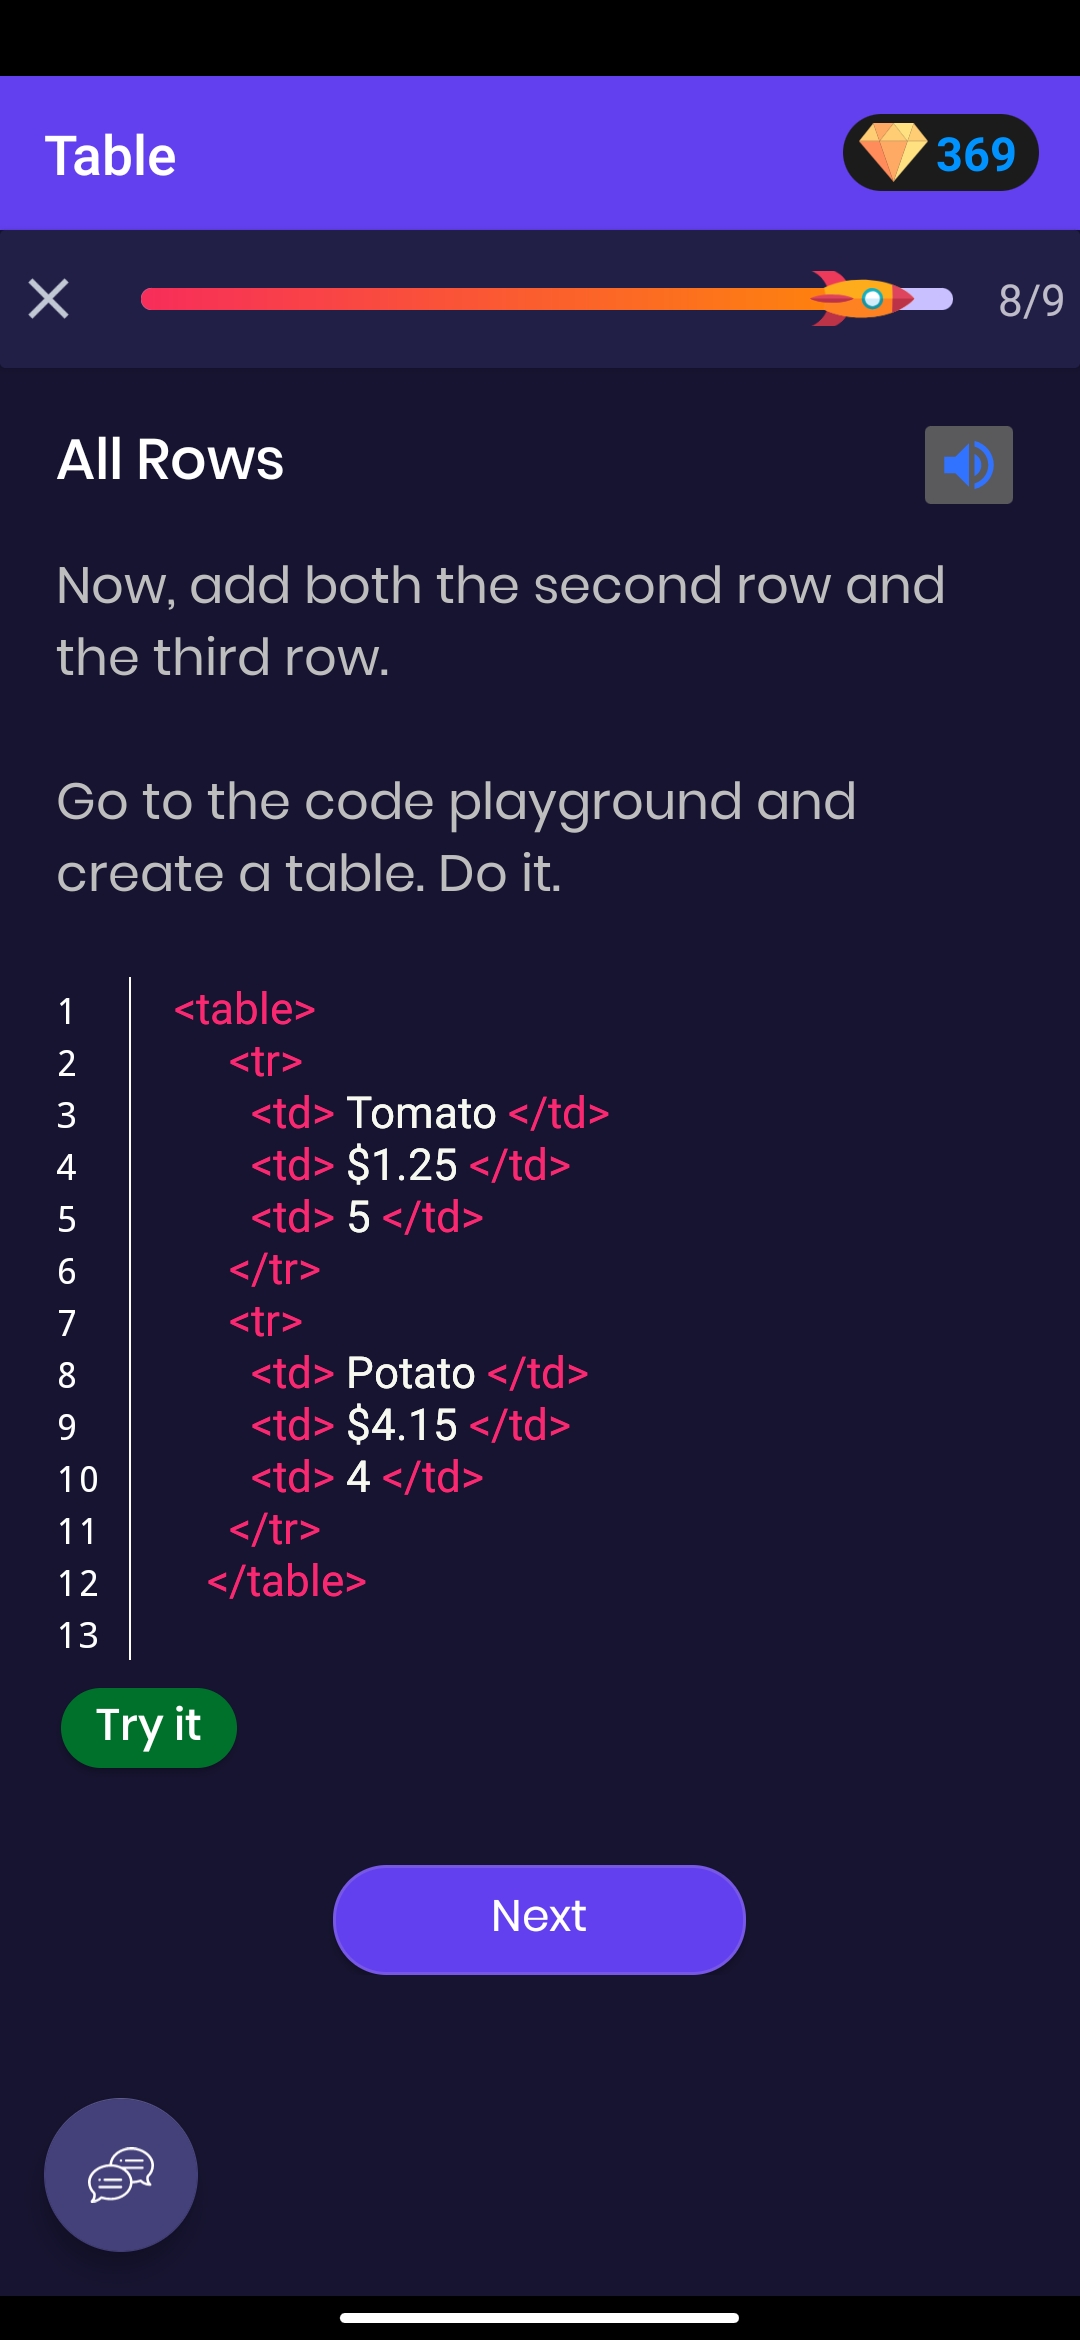 Table
369
8/9
All Rows
Now, add both the second row and
the third row.
Go to the code playground and
create a table. Do it.
1 <table>
2 <tr>
3 <td> Tomato </td>
4 <td> $1.25 </td>
5 <td> 5 </td>
6 </tr>
7 <tr>
8 <td> Potato </td>
9 <td> $4.15 </td>
10 <td> 4 </td>
11 </tr>
12 </table>
13
Try it
Next